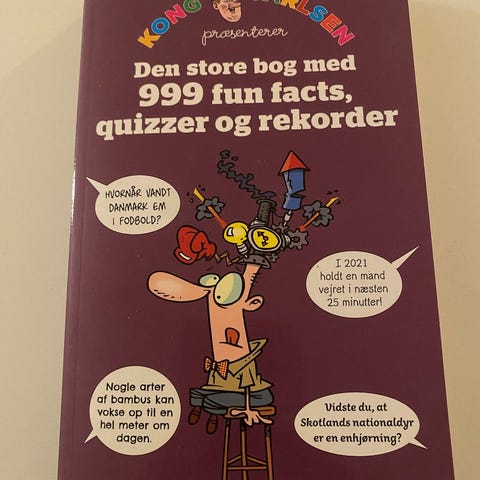 KONG KARLSEN
præsenterer
Den store bog med
999 fun facts,
quizzer og rekorder
HVORNÅR VANDT
DANMARK EM
I FODBOLD?
I 2021
holdt en mand
vejret i næsten
25 minutter!
Nogle arter
af bambus kan
vokse op til en
hel meter om
dagen.
Vidste du, at
Skotlands nationaldyr
er en enhjørning?